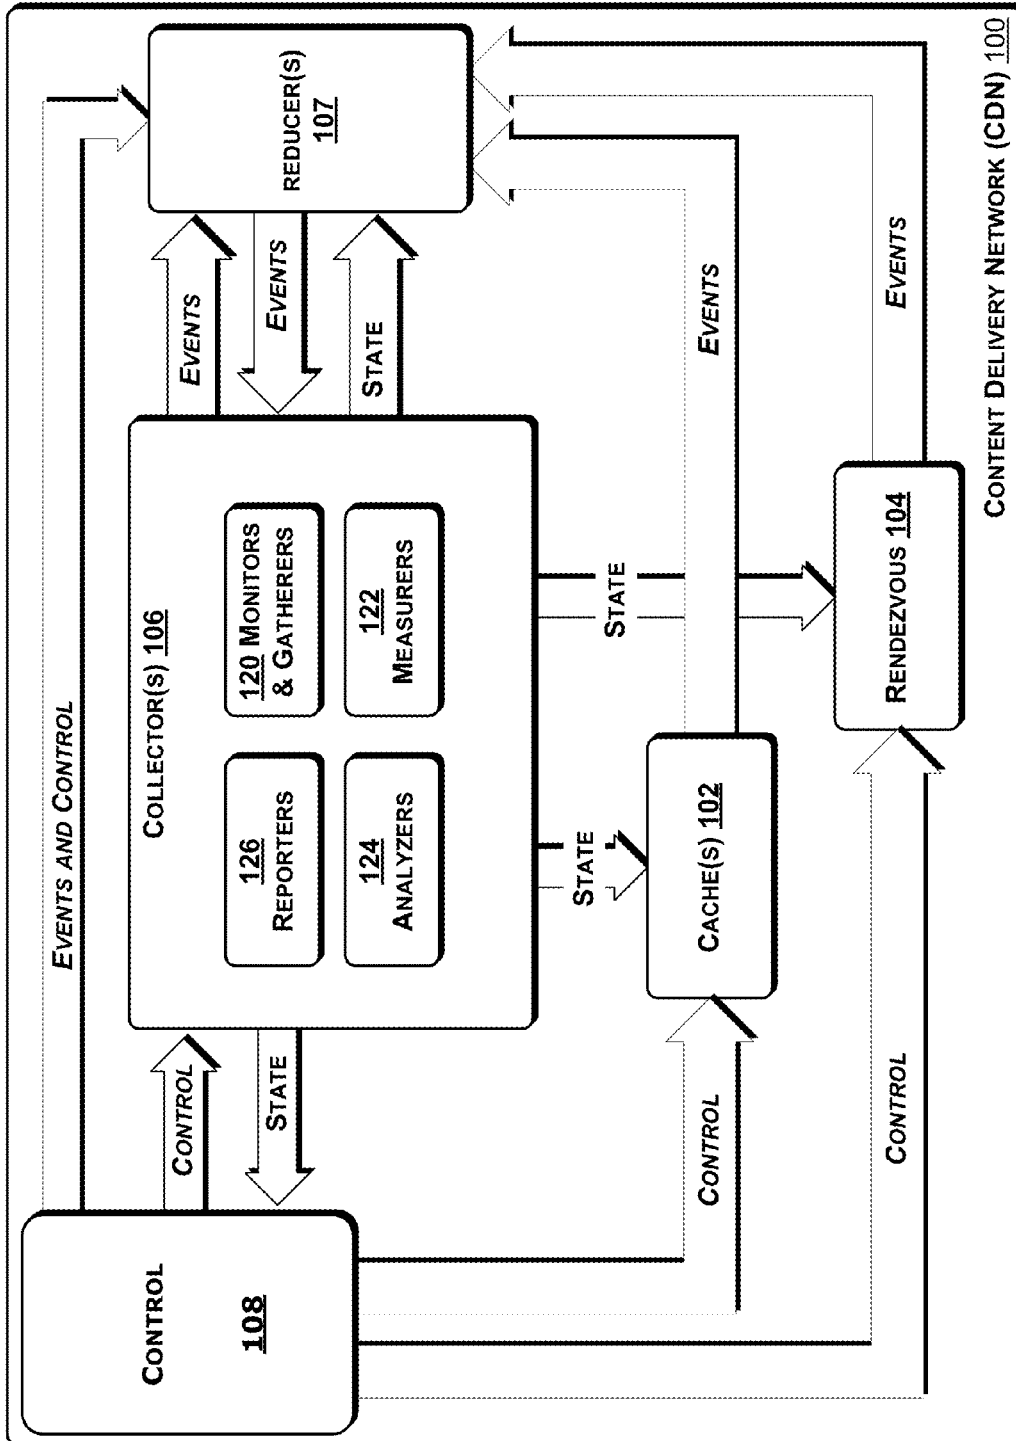 EVENTS AND CONTROL
CONTROL
108
CONTROL
STATE
COLLECTOR(S) 106
126
REPORTERS
120 MONITORS
& GATHERERS
124
ANALYZERS
122
MEASURERS
EVENTS
EVENTS
STATE
REDUCER(S)
107
STATE
STATE
CONTROL
CACHE(S) 102
EVENTS
CONTROL
RENDEZVOUS 104
EVENTS
CONTENT DELIVERY NETWORK (CDN) 100